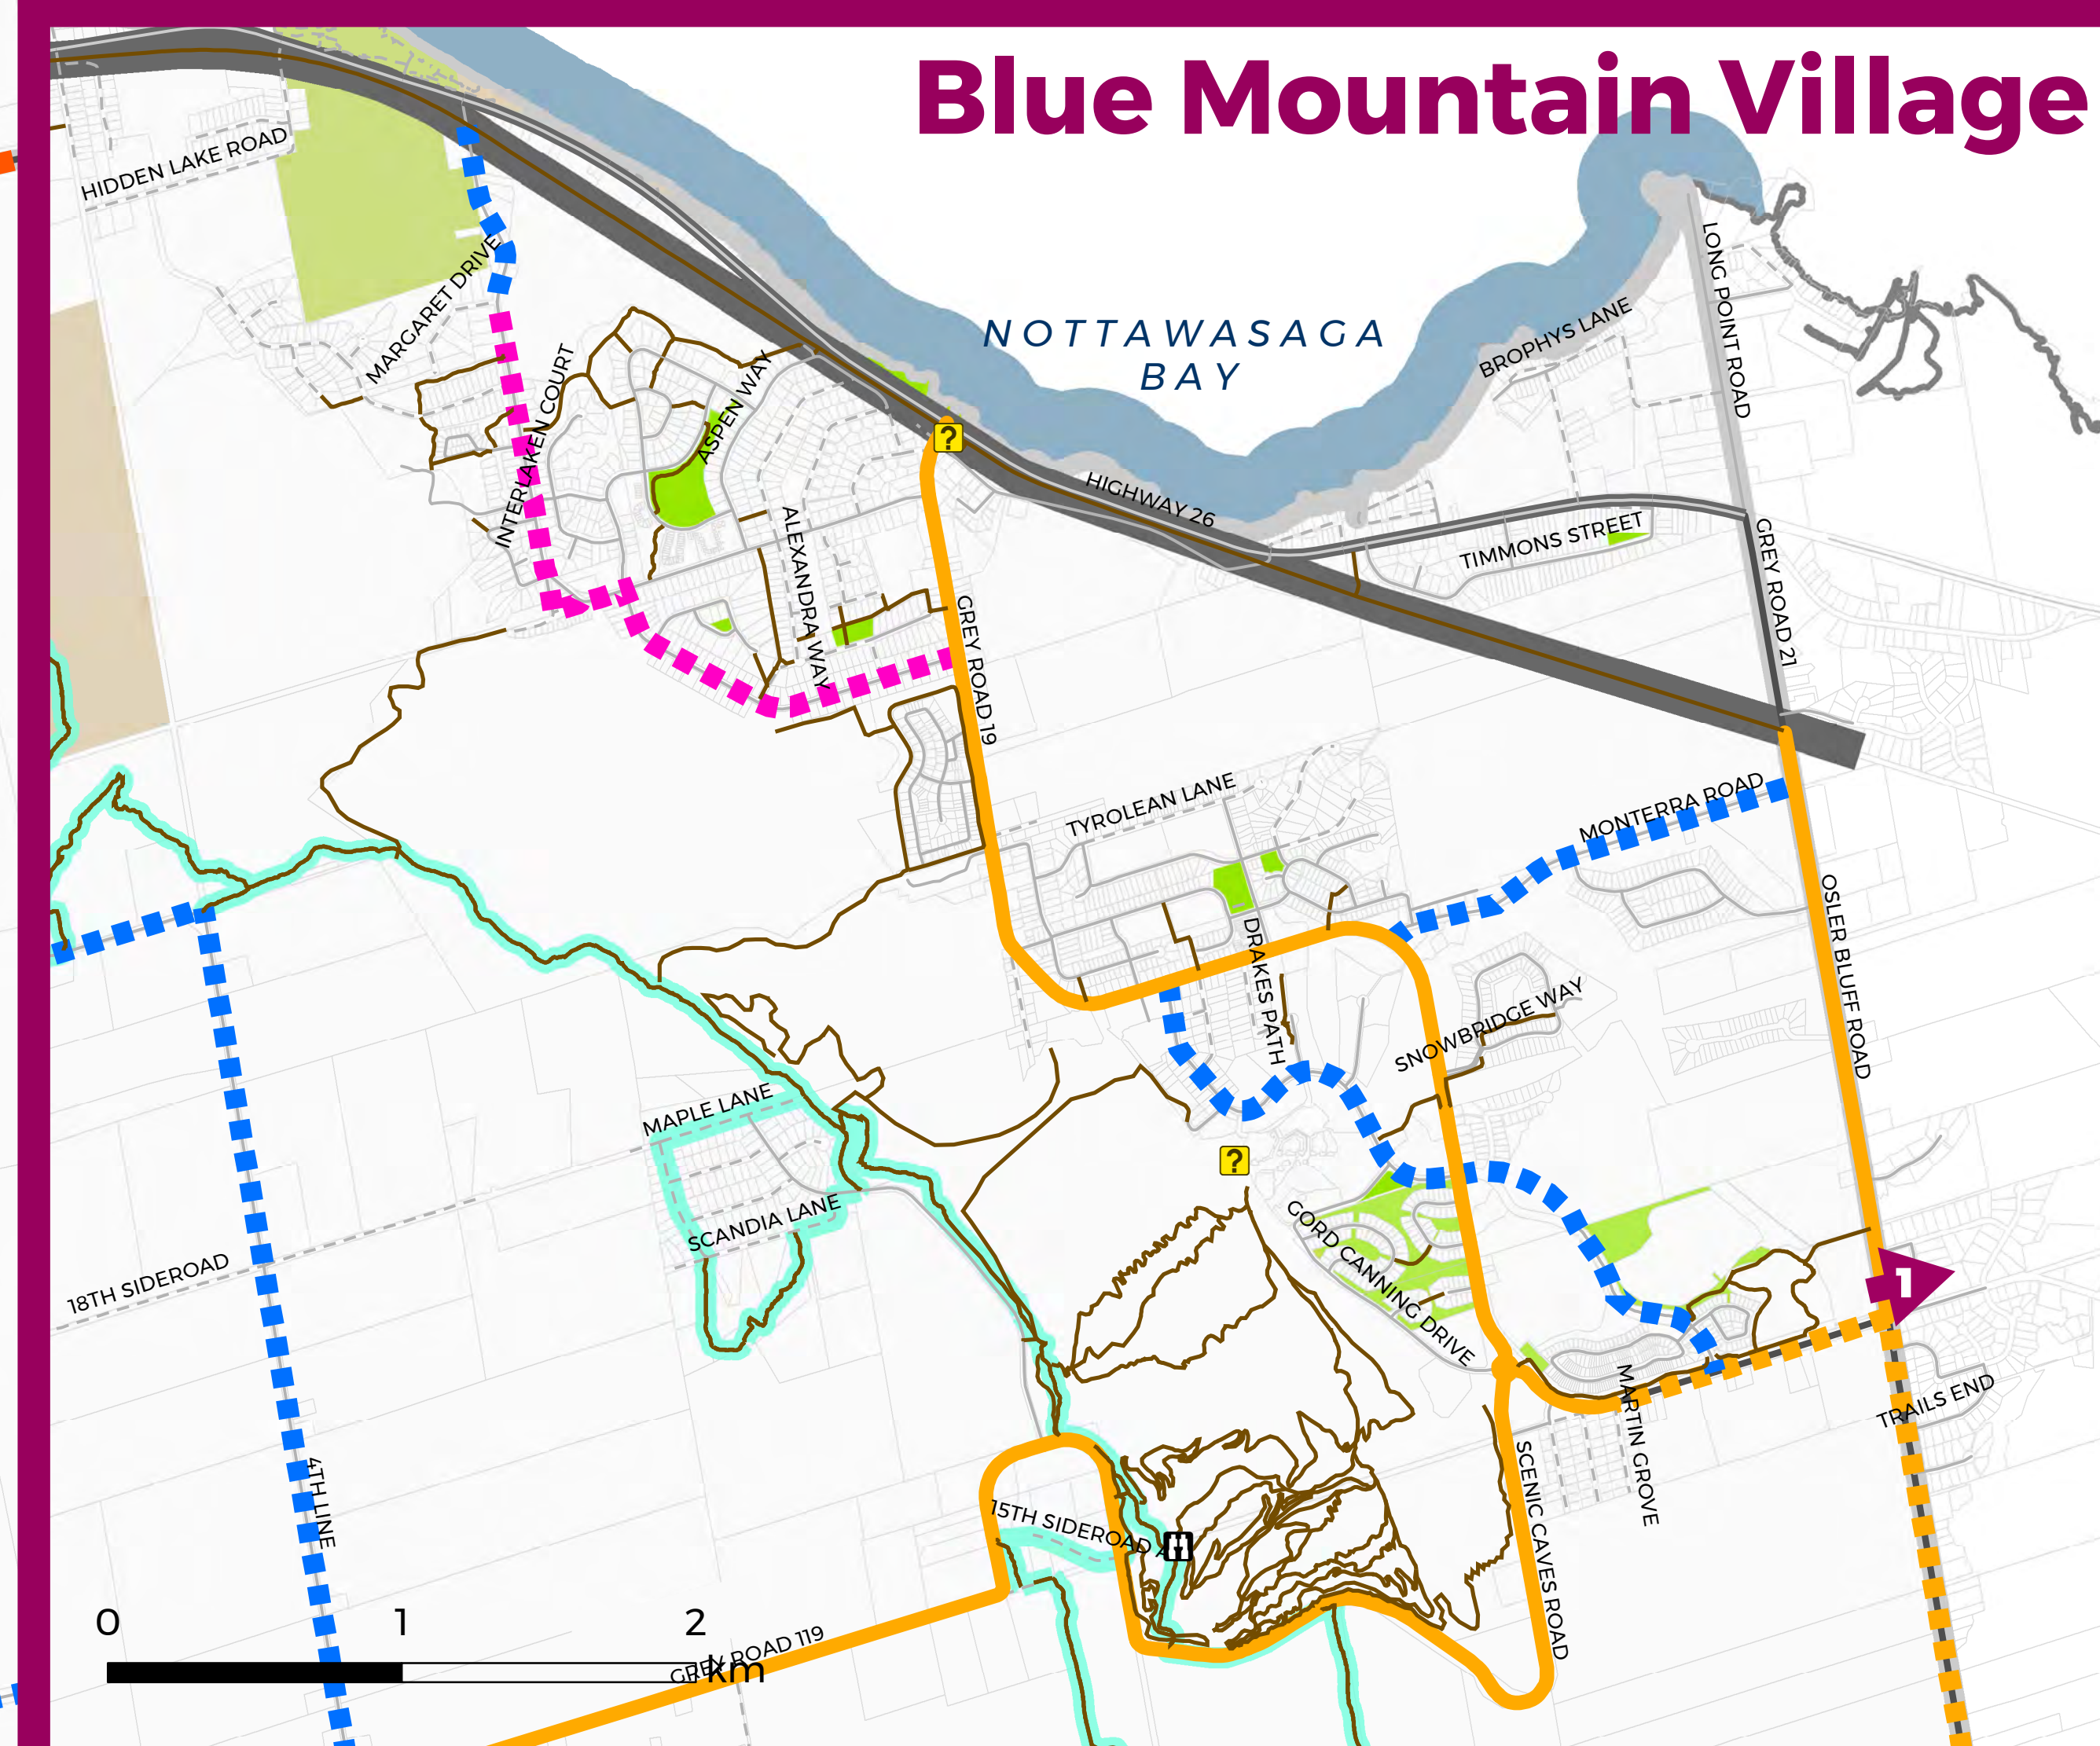 Blue Mountain Village
HIDDEN LAKE ROAD
MARGARET DRIVE
INTERLAKEN COURT
ASPEN WAY
ALEXANDRA WAY
NOTTAWASAGA
BAY
BROPHYS LANE
LONG POINT ROAD
?
HIGHWAY 26
TIMMONS STREET
GREY ROAD 21
GREY ROAD 19
TYROLEAN LANE
MONTERRA ROAD
OSLER BLUFF ROAD
DRAKES PATH
SNOWBRIDGE WAY
MAPLE LANE
?
SCANDIA LANE
GORD CANNING DRIVE
18TH SIDEROAD
1
MARTIN GROVE
TRAILS END
4TH LINE
15TH SIDEROAD A
SCENIC CAVES ROAD
0 1 2
km
GREY ROAD 119